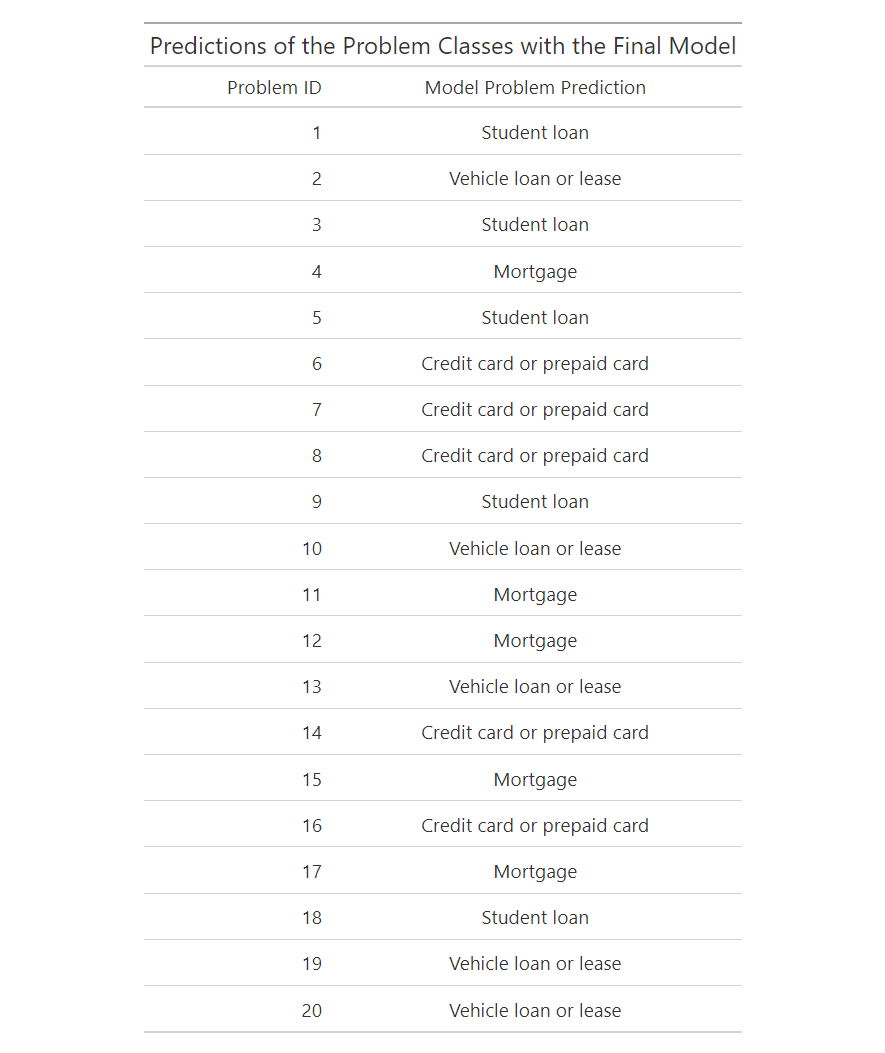 Predictions of the Problem Classes with the Final Model
Problem ID Model Problem Prediction
1 Student loan
2 Vehicle loan or lease
3 Student loan
4 Mortgage
5 Student loan
6 Credit card or prepaid card
7 Credit card or prepaid card
8 Credit card or prepaid card
9 Student loan
10 Vehicle loan or lease
11 Mortgage
12 Mortgage
13 Vehicle loan or lease
14 Credit card or prepaid card
15 Mortgage
16 Credit card or prepaid card
17 Mortgage
18 Student loan
19 Vehicle loan or lease
20 Vehicle loan or lease